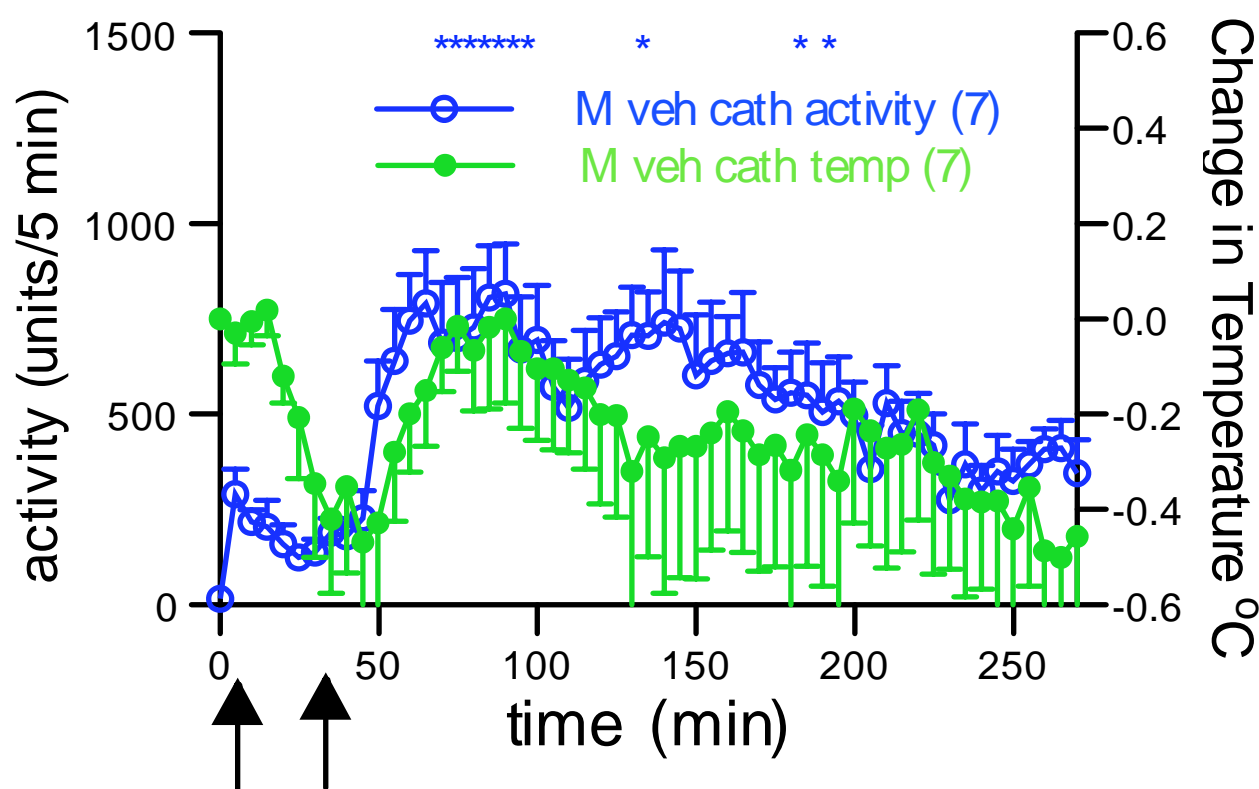 1500
1000
500
0
activity (units/5 min)
******* * * *
M veh cath activity (7)
M veh cath temp (7)
0.6
0.4
0.2
0.0
-0.2
-0.4
-0.6
Change in Temperature ºC
0 50 100 150 200 250
time (min)